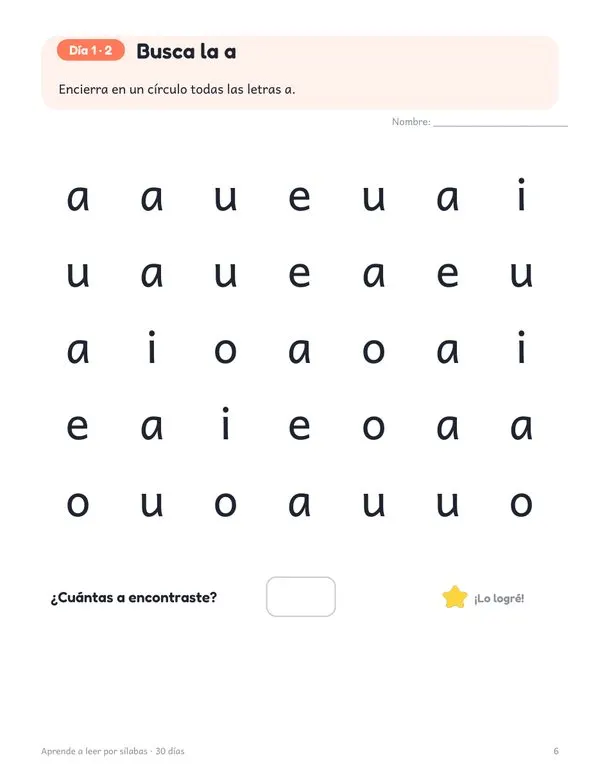 Día 1 · 2 Busca la a
Encierra en un círculo todas las letras a.
Nombre: ____________________
a a u e u a i
u a u e a e u
a i o a o a i
e a i e o a a
o u o a u u o
¿Cuántas a encontraste? ¡Lo logré!
Aprende a leer por sílabas · 30 días 6